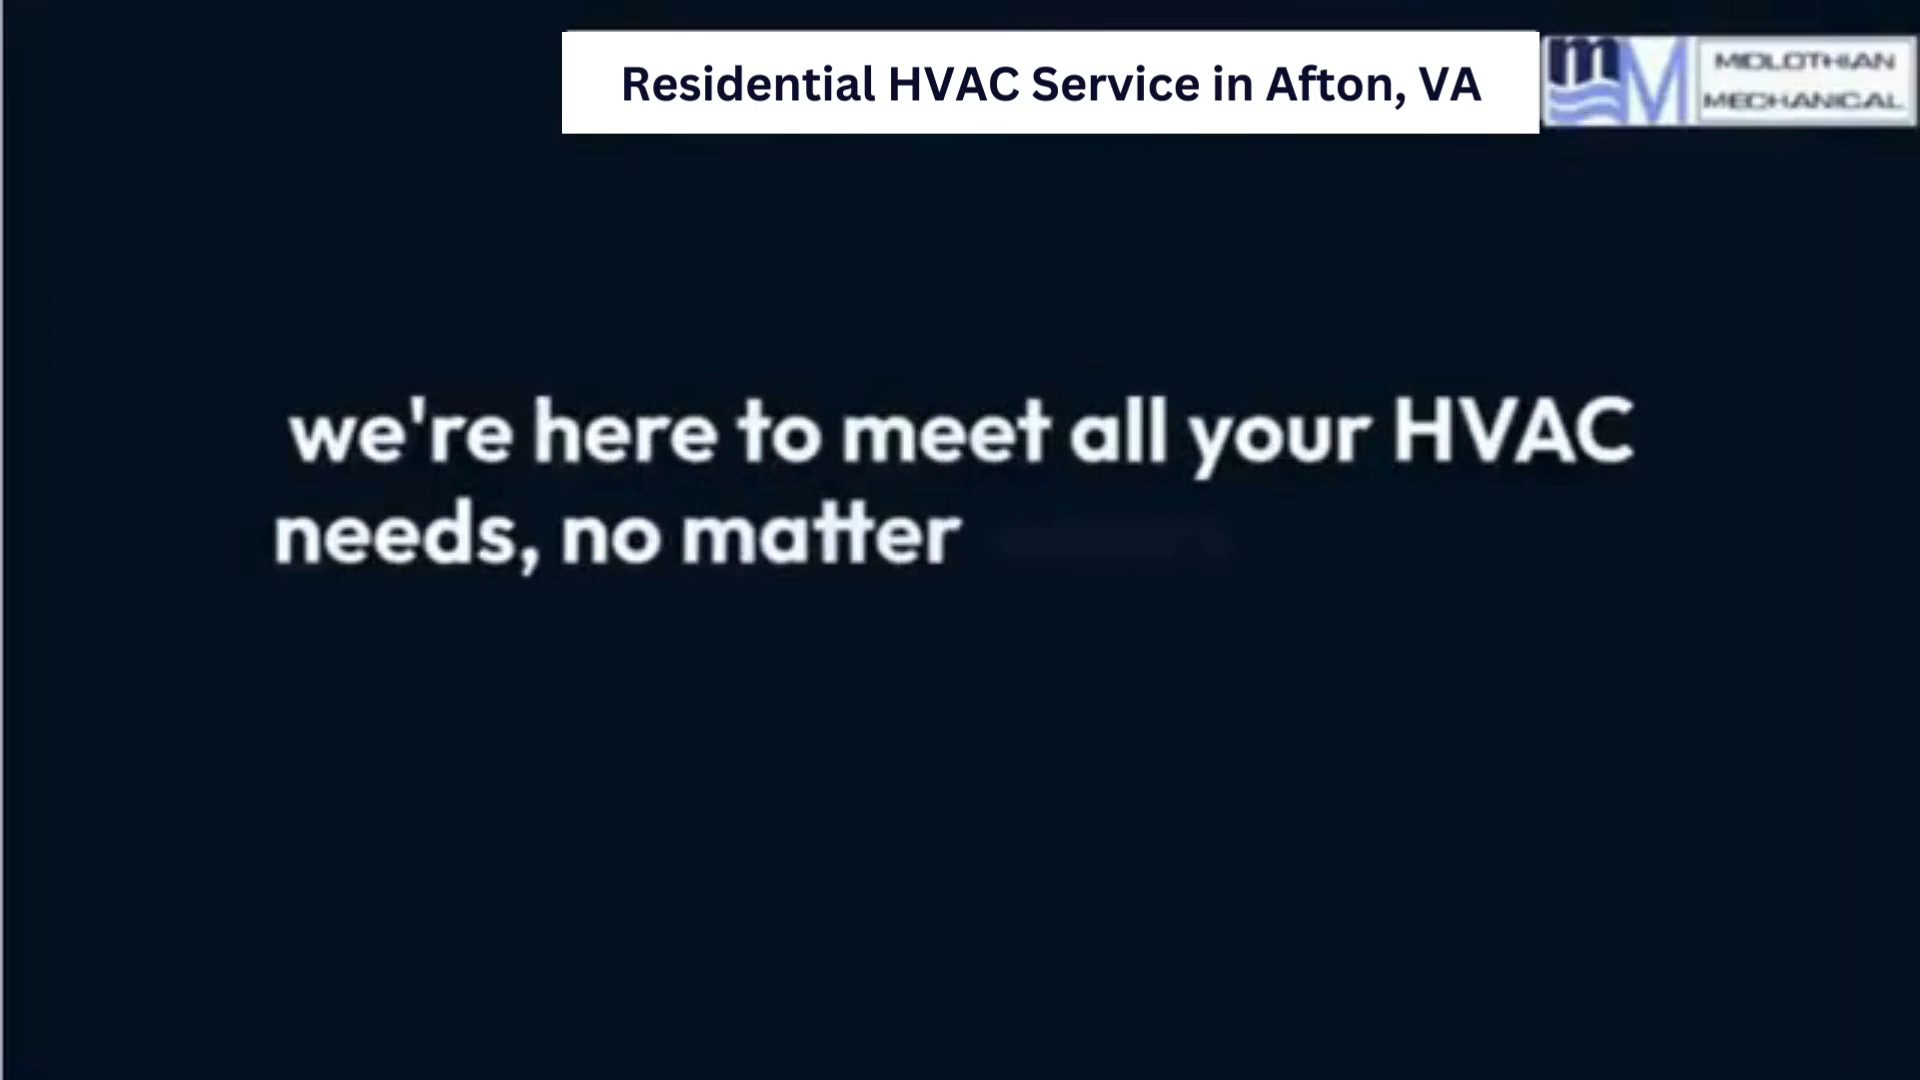 Residential HVAC Service in Afton, VA
mM
MIDLOTHIAN
MECHANICAL
we're here to meet all your HVAC
needs, no matter